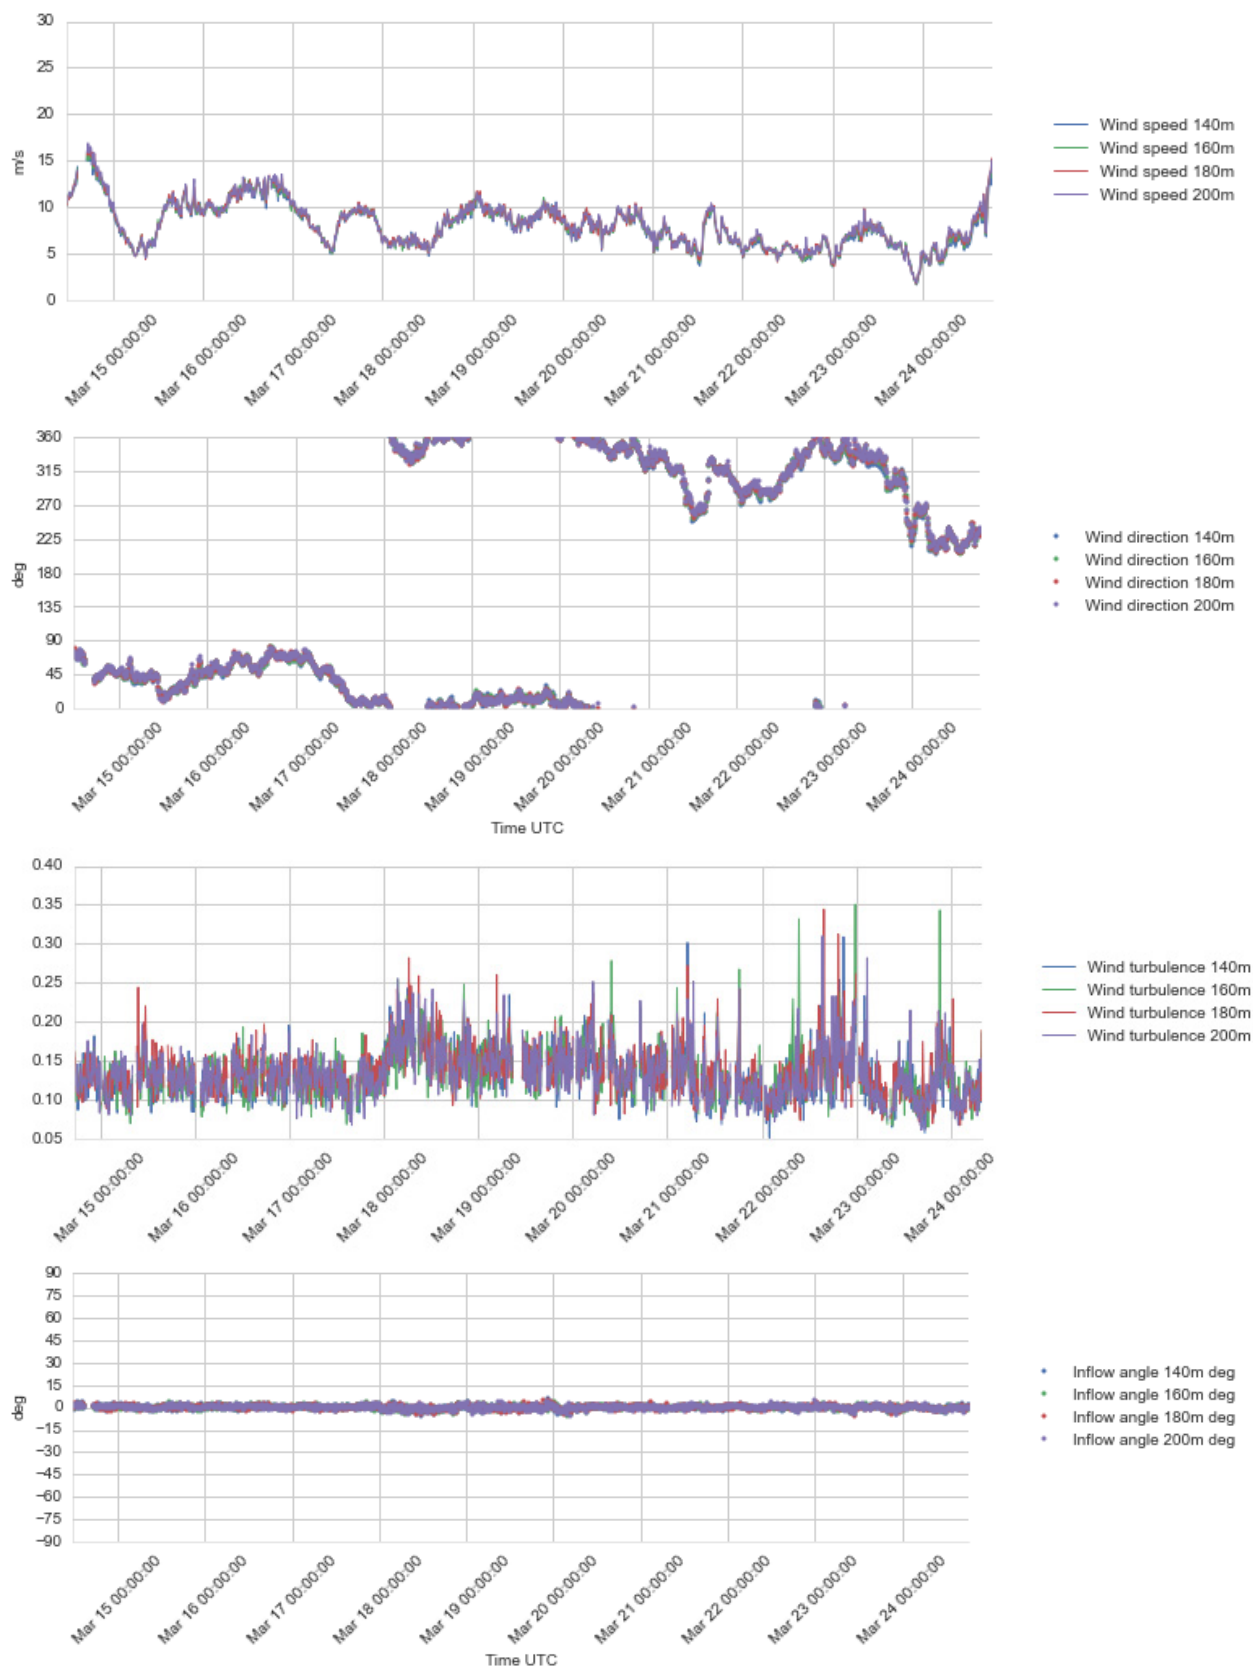 30
25
20
15
10
5
0
m/s
Mar 15 00:00:00
Mar 16 00:00:00
Mar 17 00:00:00
Mar 18 00:00:00
Mar 19 00:00:00
Mar 20 00:00:00
Mar 21 00:00:00
Mar 22 00:00:00
Mar 23 00:00:00
Mar 24 00:00:00
Wind speed 140m
Wind speed 160m
Wind speed 180m
Wind speed 200m
360
315
270
225
180
135
90
45
0
deg
Mar 15 00:00:00
Mar 16 00:00:00
Mar 17 00:00:00
Mar 18 00:00:00
Mar 19 00:00:00
Mar 20 00:00:00
Mar 21 00:00:00
Mar 22 00:00:00
Mar 23 00:00:00
Mar 24 00:00:00
Time UTC
Wind direction 140m
Wind direction 160m
Wind direction 180m
Wind direction 200m
0.40
0.35
0.30
0.25
0.20
0.15
0.10
0.05
Mar 15 00:00:00
Mar 16 00:00:00
Mar 17 00:00:00
Mar 18 00:00:00
Mar 19 00:00:00
Mar 20 00:00:00
Mar 21 00:00:00
Mar 22 00:00:00
Mar 23 00:00:00
Mar 24 00:00:00
Wind turbulence 140m
Wind turbulence 160m
Wind turbulence 180m
Wind turbulence 200m
90
75
60
45
30
15
0
−15
−30
−45
−60
−75
−90
deg
Mar 15 00:00:00
Mar 16 00:00:00
Mar 17 00:00:00
Mar 18 00:00:00
Mar 19 00:00:00
Mar 20 00:00:00
Mar 21 00:00:00
Mar 22 00:00:00
Mar 23 00:00:00
Mar 24 00:00:00
Time UTC
Inflow angle 140m deg
Inflow angle 160m deg
Inflow angle 180m deg
Inflow angle 200m deg